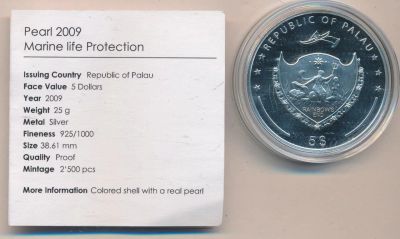 Pearl 2009
Marine life Protection
Issuing Country Republic of Palau
Face Value 5 Dollars
Year 2009
Weight 25 g
Metal Silver
Fineness 925/1000
Size 38.61 mm
Quality Proof
Mintage 2'500 pcs
More Information Colored shell with a real pearl
REPUBLIC OF PALAU
RAINBOW'S
END
5$